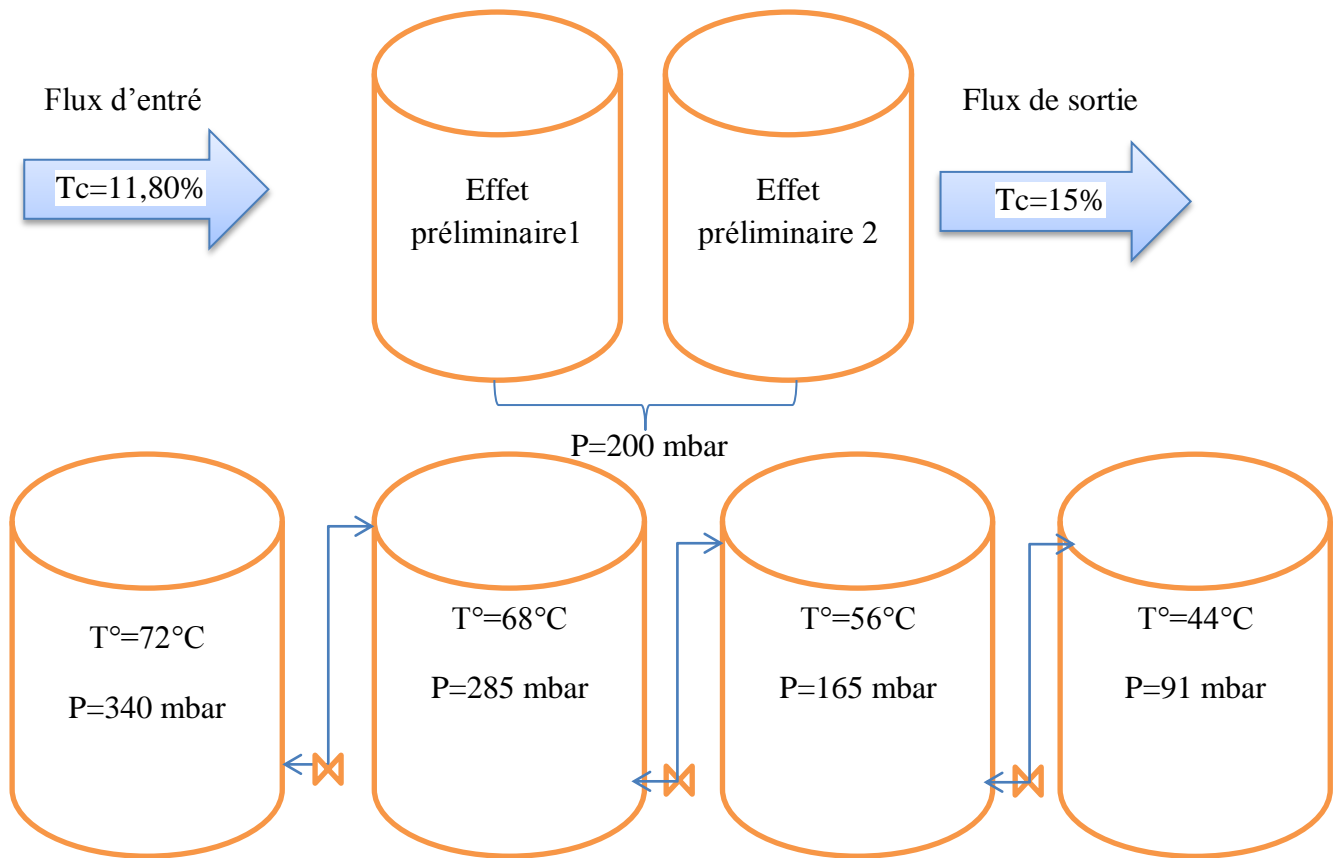 Flux d’entré
Tc=11,80%
Effet
préliminaire1
Effet
préliminaire 2
Flux de sortie
Tc=15%
P=200 mbar
T°=72°C
P=340 mbar
T°=68°C
P=285 mbar
T°=56°C
P=165 mbar
T°=44°C
P=91 mbar